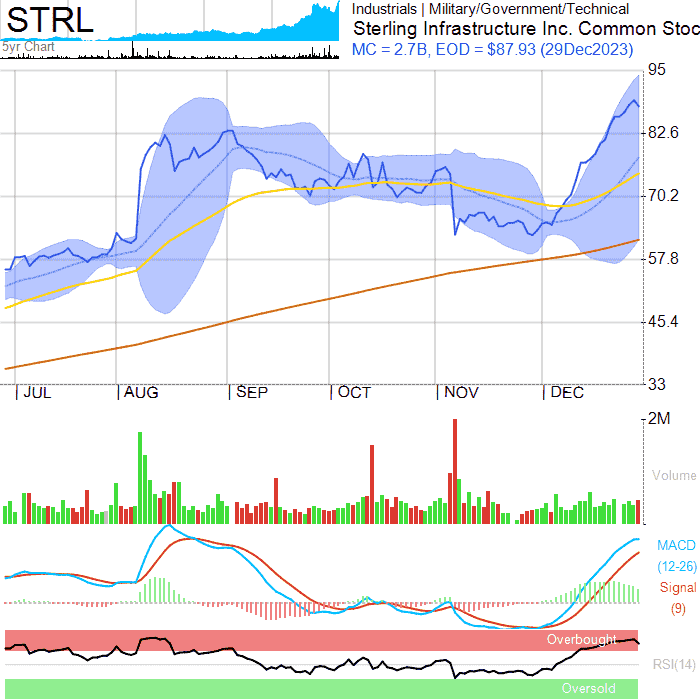 STRL
5yr Chart
Industrials | Military/Government/Technical
Sterling Infrastructure Inc. Common Stoc
MC = 2.7B, EOD = $87.93 (29Dec2023)
95
82.6
70.2
57.8
45.4
33
JUL AUG SEP OCT NOV DEC
2M
Volume
MACD
(12-26)
Signal
(9)
Overbought
RSI(14)
Oversold